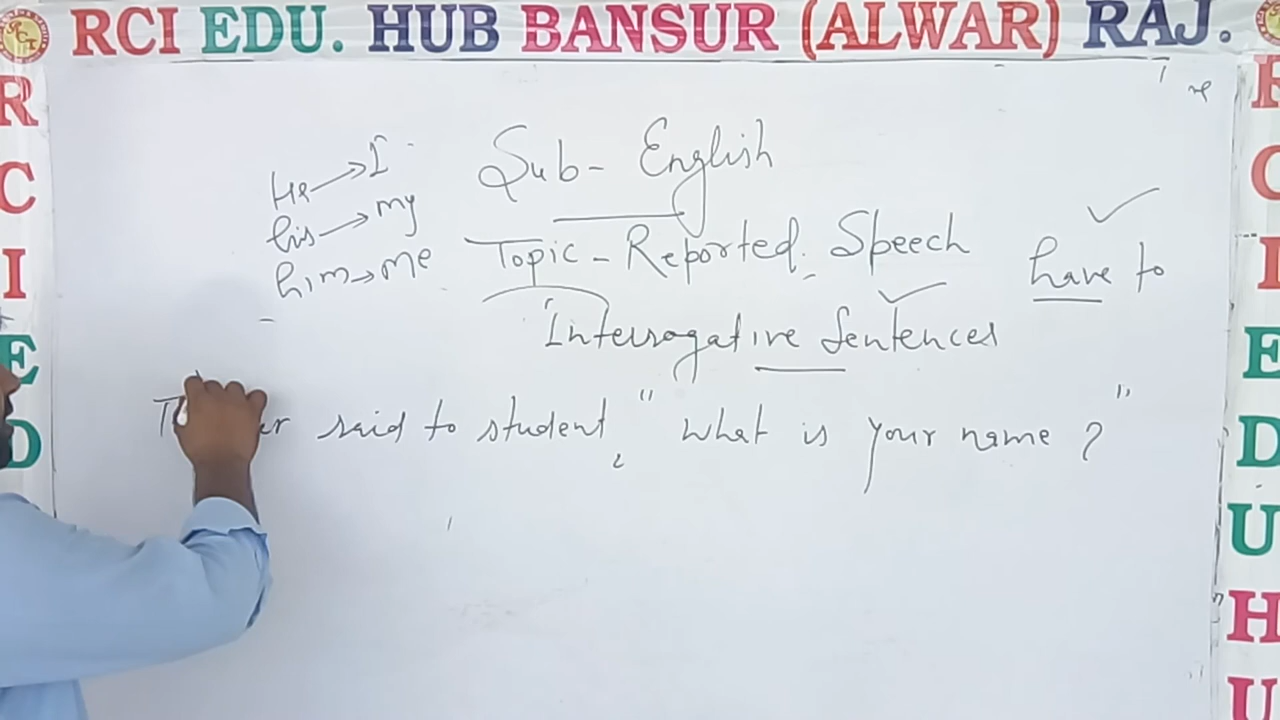 RCI EDU. HUB BANSUR (ALWAR) RAJ.
Sub- English
He → I
his → my
him → me
Topic - Reported Speech
have to
Interrogative Sentences
said to student, "What is your name ?"
R
C
I
E
D
D
U
H
U